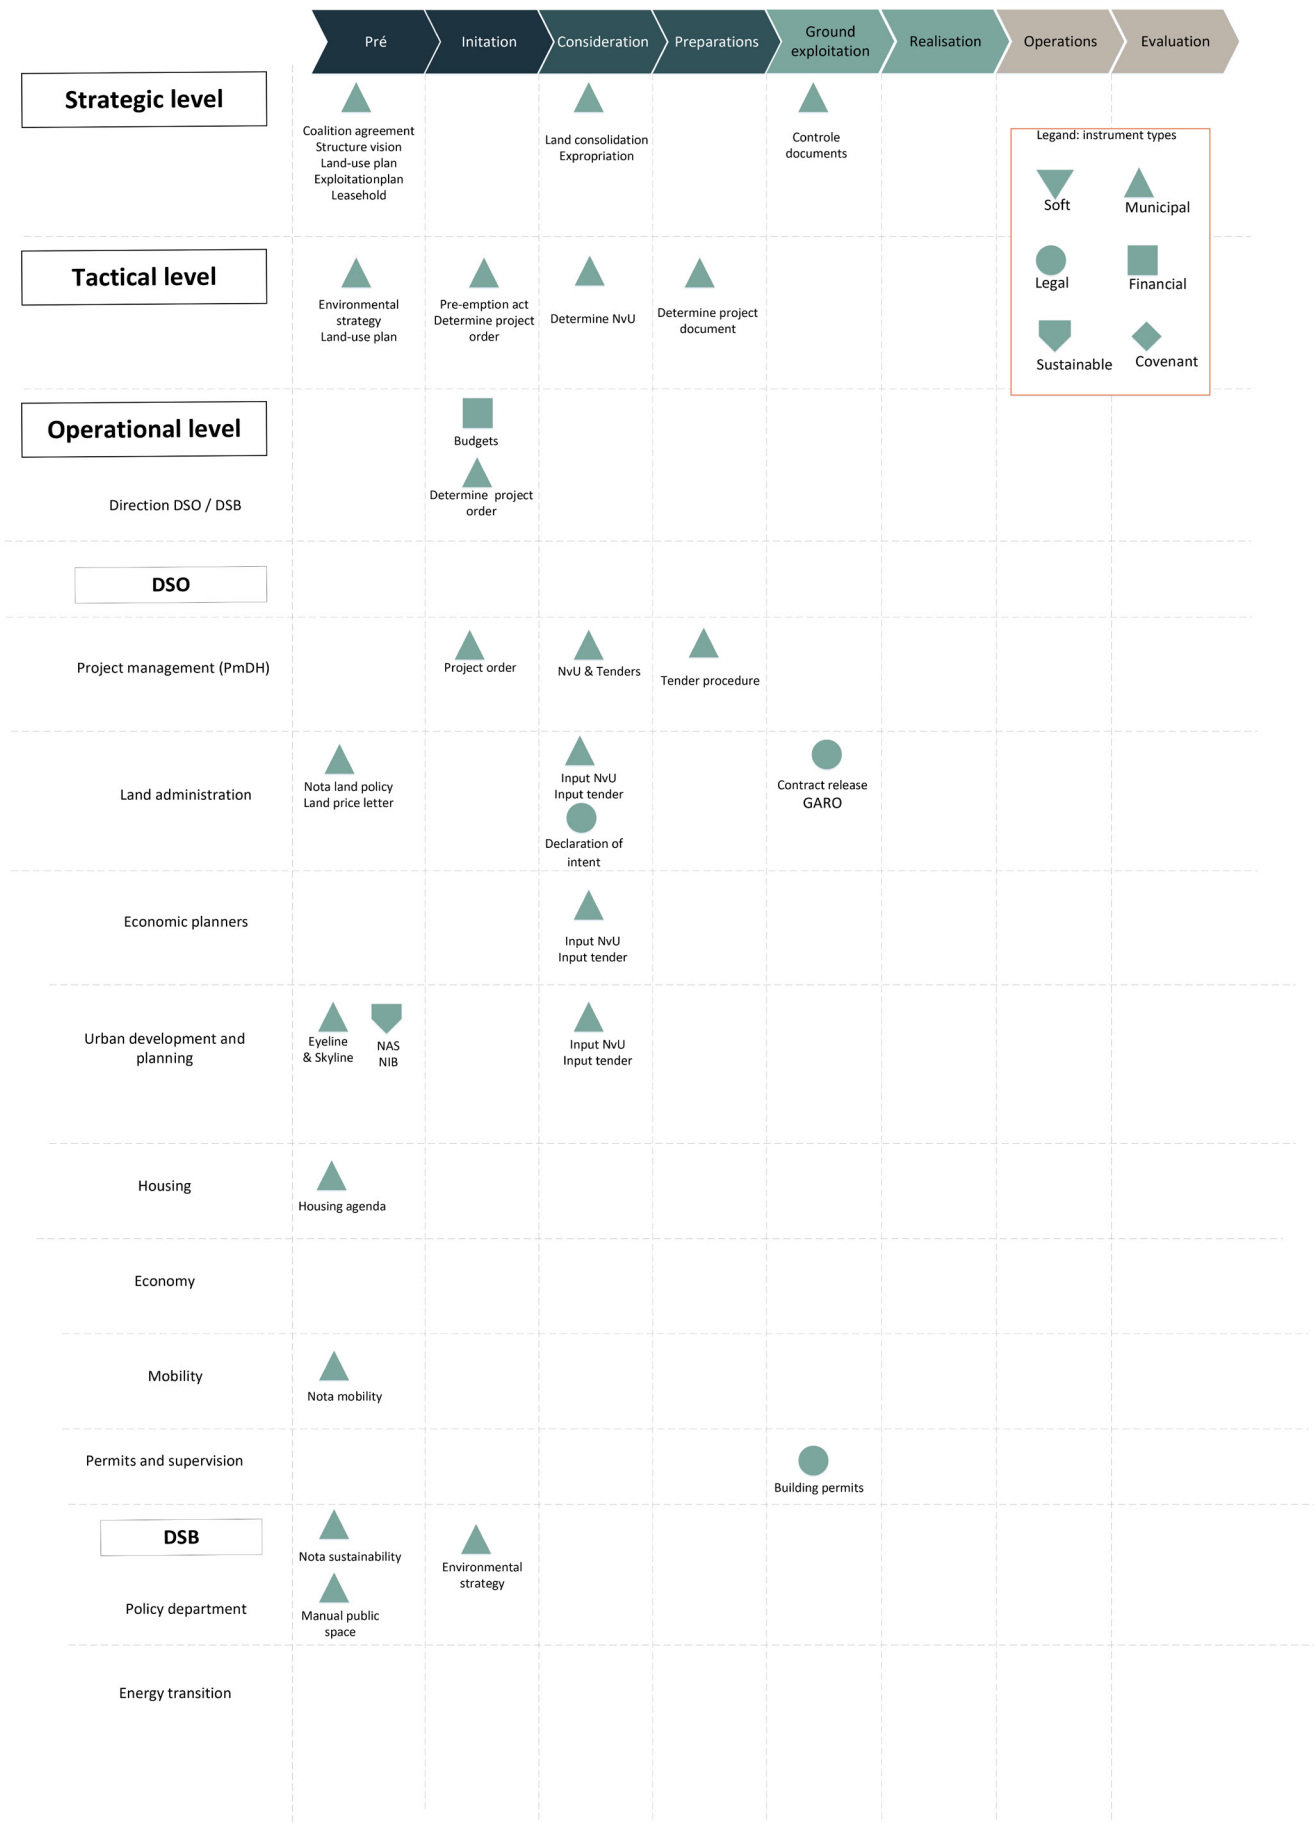 Pré
Initation
Consideration
Preparations
Ground
exploitation
Realisation
Operations
Evaluation
Strategic level
Coalition agreement
Structure vision
Land-use plan
Exploitationplan
Leasehold
Land consolidation
Expropriation
Controle
documents
Legand: instrument types
Soft
Municipal
Legal
Financial
Sustainable
Covenant
Tactical level
Environmental
strategy
Land-use plan
Pre-emption act
Determine project
order
Determine NvU
Determine project
document
Operational level
Budgets
Direction DSO / DSB
Determine project
order
DSO
Project management (PmDH)
Project order
NvU & Tenders
Tender procedure
Land administration
Nota land policy
Land price letter
Input NvU
Input tender
Declaration of
intent
Contract release
GARO
Economic planners
Input NvU
Input tender
Urban development and
planning
Eyeline
& Skyline
NAS
NIB
Input NvU
Input tender
Housing
Housing agenda
Economy
Mobility
Nota mobility
Permits and supervision
Building permits
DSB
Nota sustainability
Environmental
strategy
Policy department
Manual public
space
Energy transition